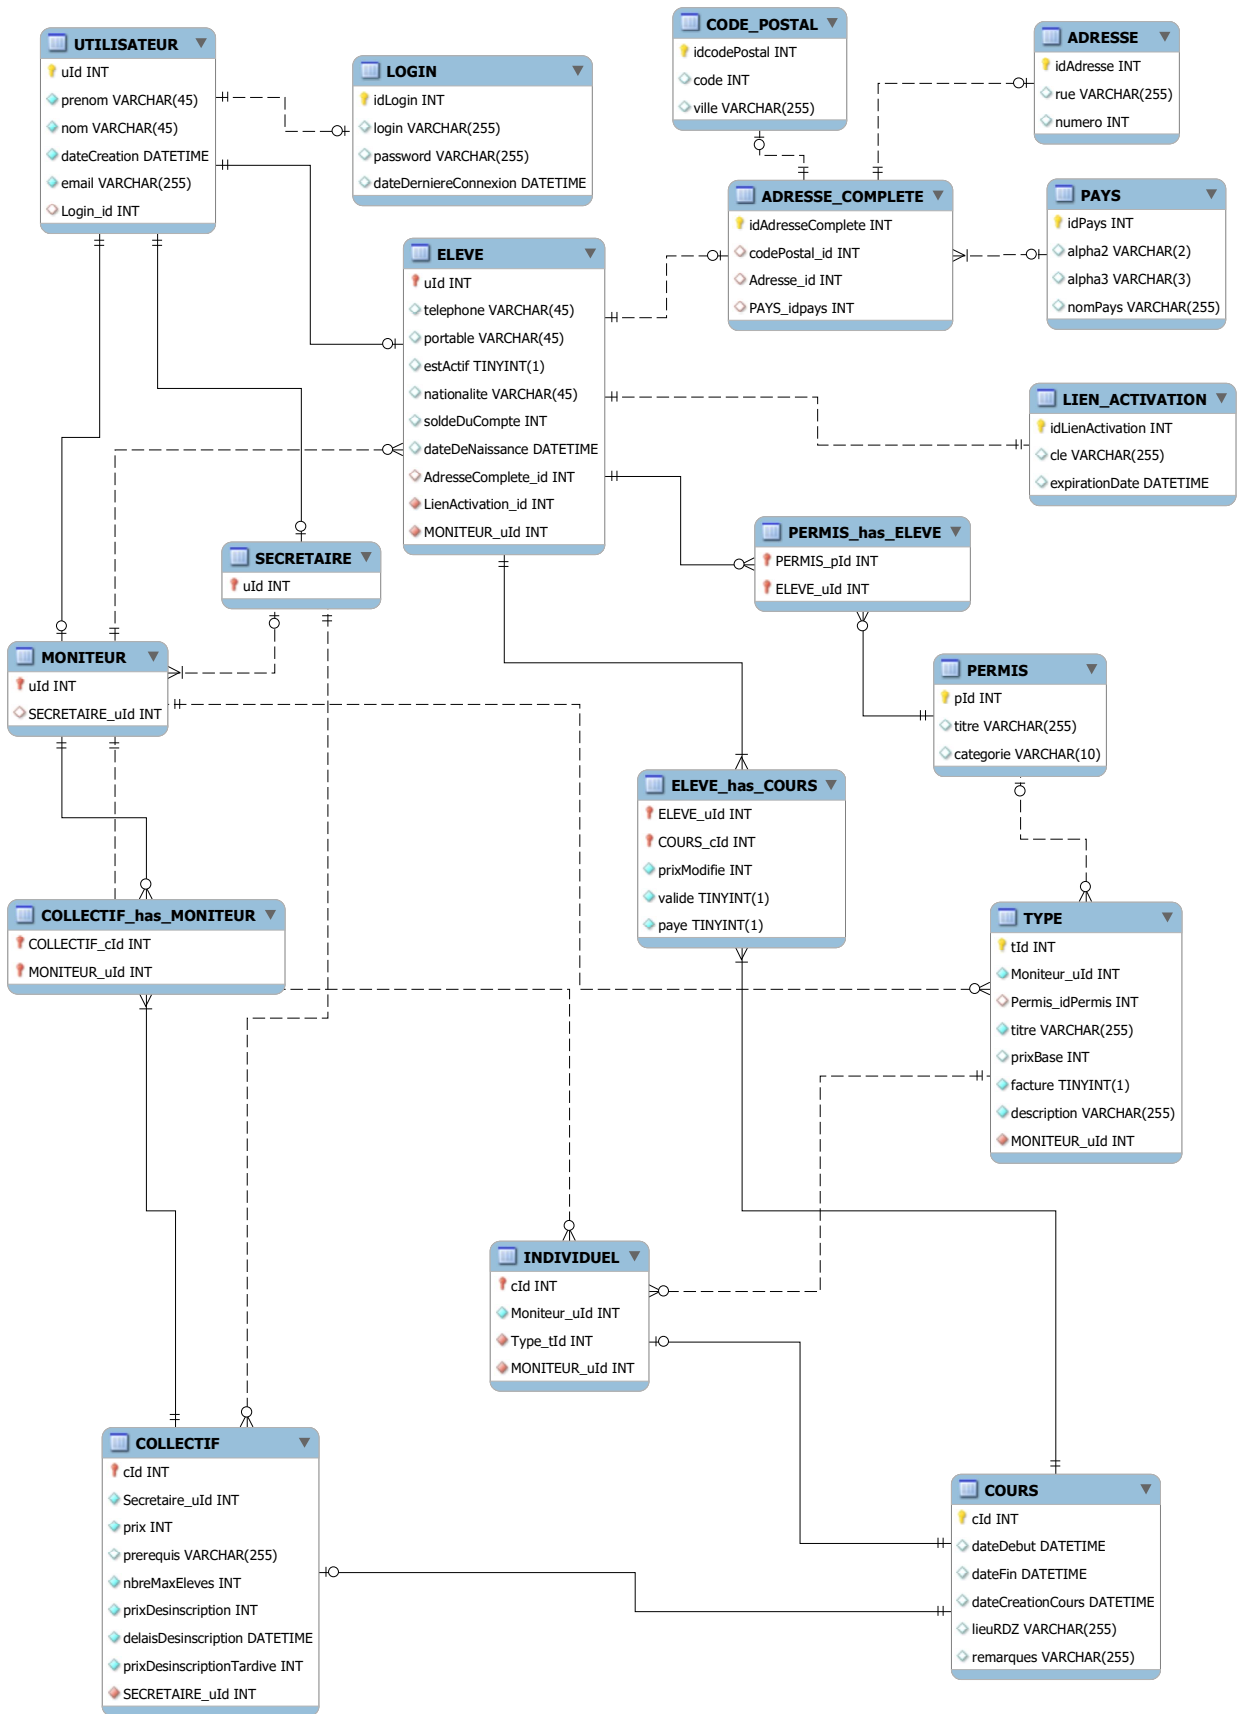 UTILISATEUR
uId INT
prenom VARCHAR(45)
nom VARCHAR(45)
dateCreation DATETIME
email VARCHAR(255)
Login_id INT
LOGIN
idLogin INT
login VARCHAR(255)
password VARCHAR(255)
dateDerniereConnexion DATETIME
CODE_POSTAL
idcodePostal INT
code INT
ville VARCHAR(255)
ADRESSE
idAdresse INT
rue VARCHAR(255)
numero INT
ADRESSE_COMPLETE
idAdresseComplete INT
codePostal_id INT
Adresse_id INT
PAYS_idpays INT
PAYS
idPays INT
alpha2 VARCHAR(2)
alpha3 VARCHAR(3)
nomPays VARCHAR(255)
ELEVE
uId INT
telephone VARCHAR(45)
portable VARCHAR(45)
estActif TINYINT(1)
nationalite VARCHAR(45)
soldeDuCompte INT
dateDeNaissance DATETIME
AdresseComplete_id INT
LienActivation_id INT
MONITEUR_uId INT
LIEN_ACTIVATION
idLienActivation INT
cle VARCHAR(255)
expirationDate DATETIME
PERMIS_has_ELEVE
PERMIS_pId INT
ELEVE_uId INT
SECRETAIRE
uId INT
MONITEUR
uId INT
SECRETAIRE_uId INT
PERMIS
pId INT
titre VARCHAR(255)
categorie VARCHAR(10)
ELEVE_has_COURS
ELEVE_uId INT
COURS_cId INT
prixModifie INT
valide TINYINT(1)
paye TINYINT(1)
COLLECTIF_has_MONITEUR
COLLECTIF_cId INT
MONITEUR_uId INT
TYPE
tId INT
Moniteur_uId INT
Permis_idPermis INT
titre VARCHAR(255)
prixBase INT
facture TINYINT(1)
description VARCHAR(255)
MONITEUR_uId INT
INDIVIDUEL
cId INT
Moniteur_uId INT
Type_tId INT
MONITEUR_uId INT
COLLECTIF
cId INT
Secretaire_uId INT
prix INT
prerequis VARCHAR(255)
nbreMaxEleves INT
prixDesinscription INT
delaisDesinscription DATETIME
prixDesinscriptionTardive INT
SECRETAIRE_uId INT
COURS
cId INT
dateDebut DATETIME
dateFin DATETIME
dateCreationCours DATETIME
lieuRDZ VARCHAR(255)
remarques VARCHAR(255)